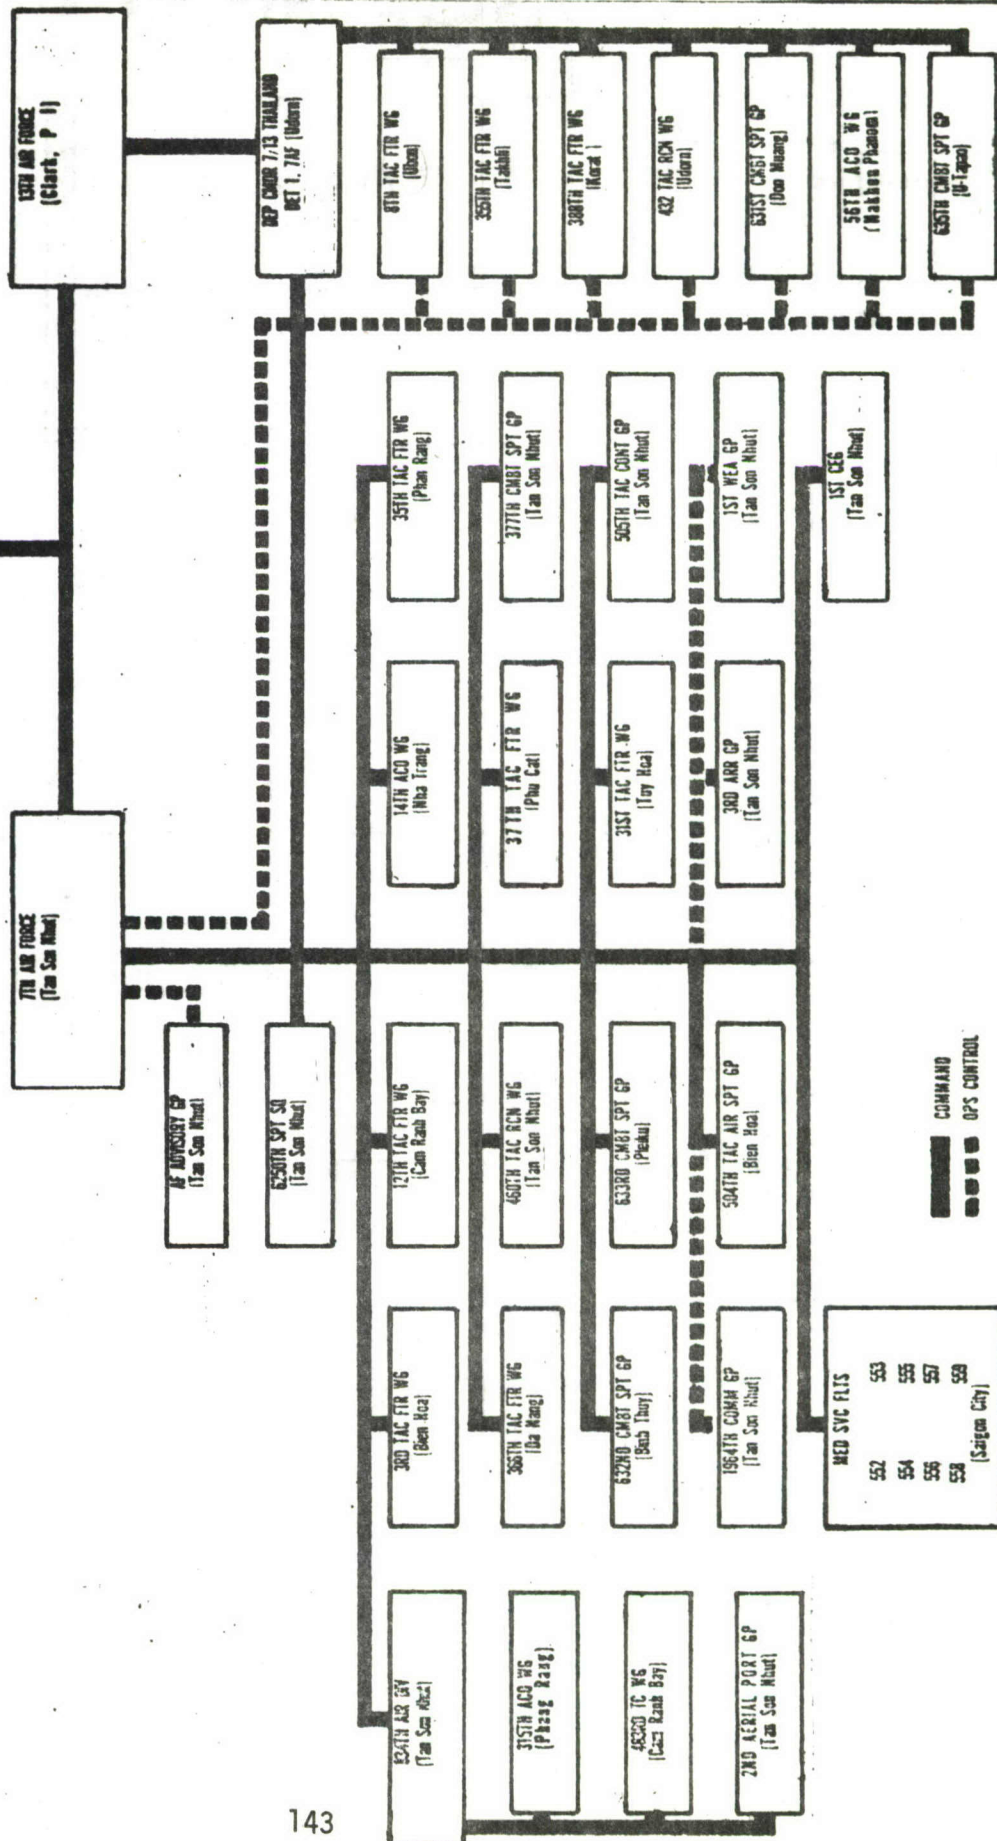 13TH AIR FORCE
(Clark, P I)
DEP CMDR 7/13 THAILAND
DET 1, 7AF (Udorn)
8TH TAC FTR WG
(Ubon)
355TH TAC FTR WG
(Takhli)
388TH TAC FTR WG
(Korat)
432 TAC RCN WG
(Udorn)
631ST CMBT SPT GP
(Don Muang)
56TH ACO WG
(Nakhon Phanom)
635TH CMBT SPT GP
(U-Tapao)
7TH AIR FORCE
(Tan Son Nhut)
AF ADVISORY GP
(Tan Son Nhut)
6250TH SPT SQ
(Tan Son Nhut)
35TH TAC FTR WG
(Phan Rang)
377TH CMBT SPT GP
(Tan Son Nhut)
505TH TAC CONT GP
(Tan Son Nhut)
1ST WEA GP
(Tan Son Nhut)
1ST CEG
(Tan Son Nhut)
14TH ACO WG
(Nha Trang)
37TH TAC FTR WG
(Phu Cat)
31ST TAC FTR WG
(Tuy Hoa)
3RD ARR GP
(Tan Son Nhut)
12TH TAC FTR WG
(Cam Ranh Bay)
460TH TAC RCN WG
(Tan Son Nhut)
633RD CMBT SPT GP
(Pleiku)
504TH TAC AIR SPT GP
(Bien Hoa)
3RD TAC FTR WG
(Bien Hoa)
366TH TAC FTR WG
(Da Nang)
632ND CMBT SPT GP
(Binh Thuy)
1964TH COMM GP
(Tan Son Nhut)
MED SVC FLTS
552 553
554 555
556 557
558 559
(Saigon City)
834TH AIR DIV
(Tan Son Nhut)
315TH ACO WG
(Phang Rang)
483RD TC WG
(Cam Ranh Bay)
2ND AERIAL PORT GP
(Tan Son Nhut)
COMMAND
OPS CONTROL
143